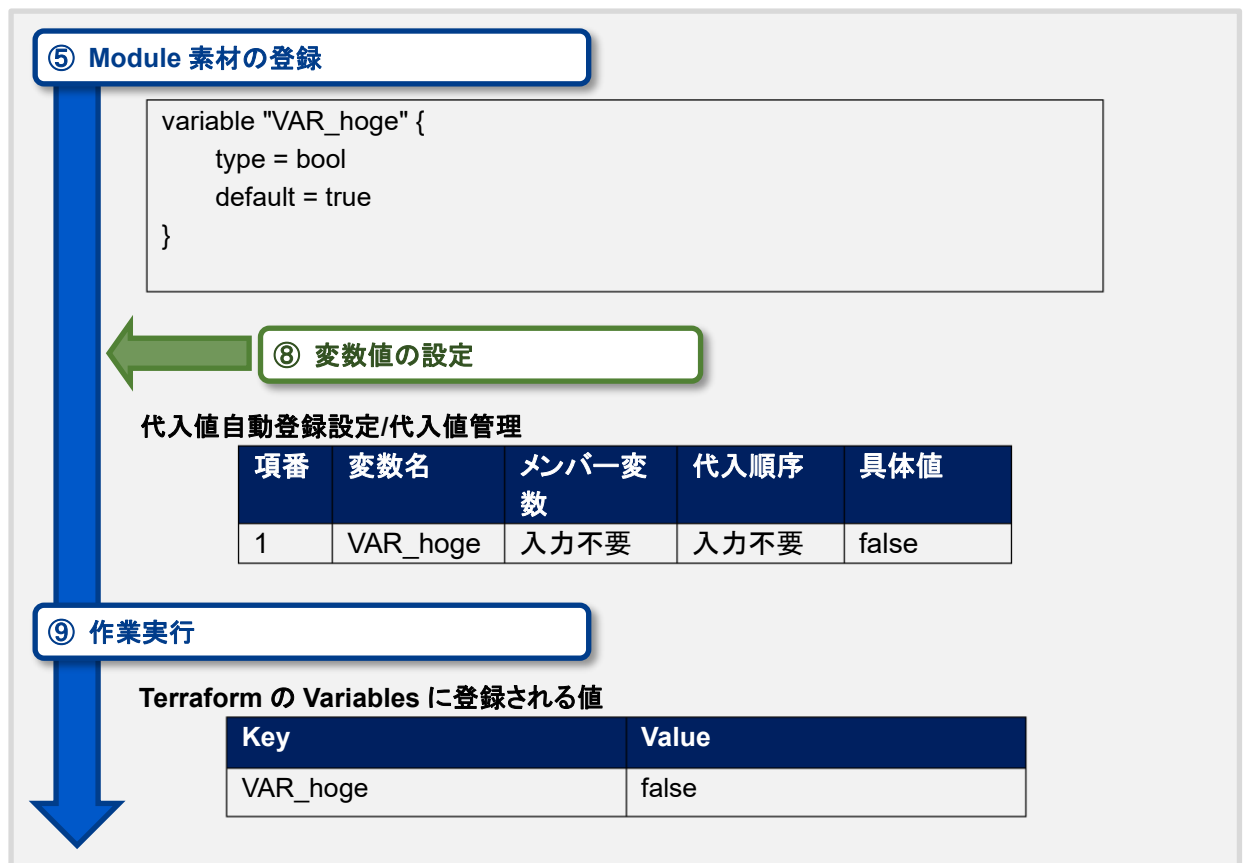 ⑤ Module 素材の登録
variable "VAR_hoge" {
type = bool
default = true
}
⑧ 変数値の設定
代入値自動登録設定/代入値管理
項番 変数名 メンバー変数 代入順序 具体値
1 VAR_hoge 入力不要 入力不要 false
⑨ 作業実行
Terraform の Variables に登録される値
Key Value
VAR_hoge false